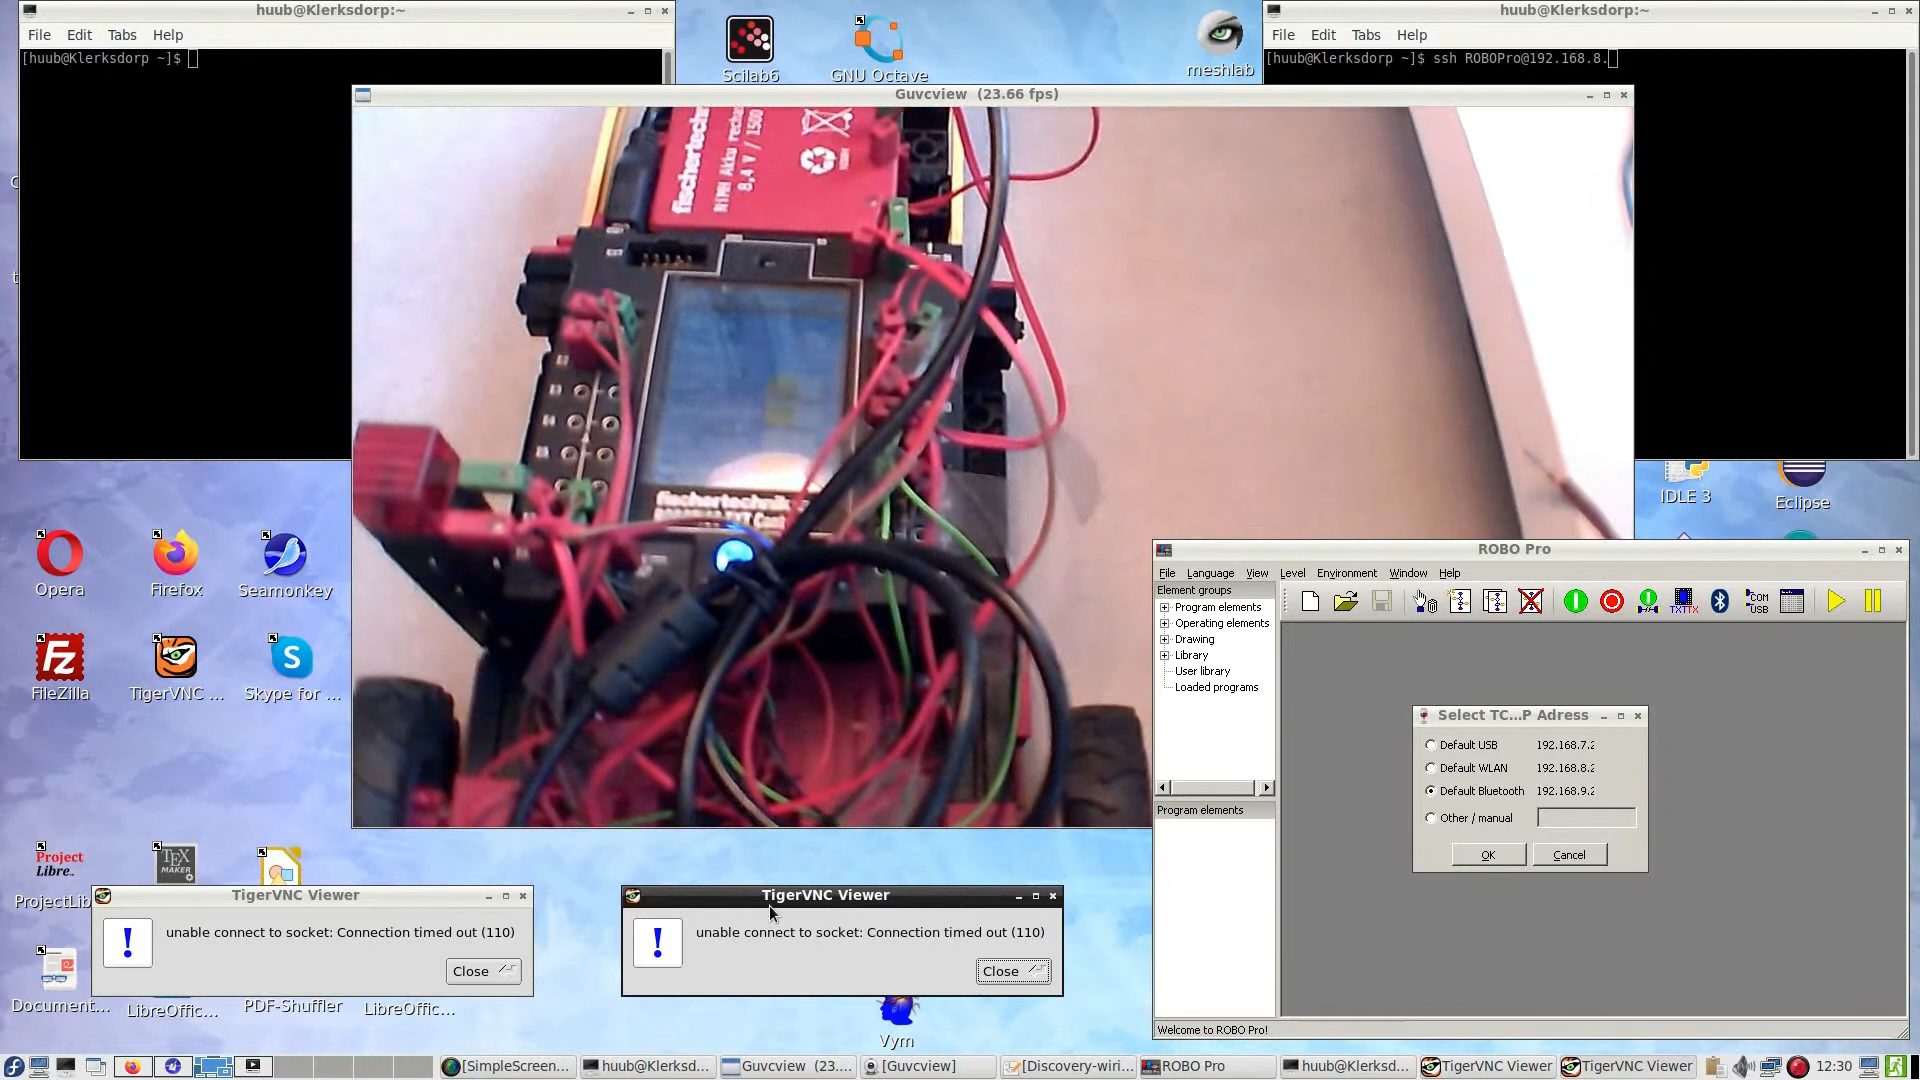 huub@Klerksdorp:~
File Edit Tabs Help
[huub@Klerksdorp ~]$
Scilab6
GNU Octave
meshlab
huub@Klerksdorp:~
File Edit Tabs Help
[huub@Klerksdorp ~]$ ssh ROBOPro@192.168.8.
Guvcview (23.66 fps)
NiMH Akku
8,4 V / 1500
fischertechnik
IDLE 3
Eclipse
Opera
Firefox
Seamonkey
FileZilla
TigerVNC ...
Skype for ...
ROBO Pro
File Language View Level Environment Window Help
Element groups
Program elements
Operating elements
Drawing
Library
User library
Loaded programs
TXTTX
COM
USB
Select TC...P Adress
Default USB 192.168.7.2
Default WLAN 192.168.8.2
Default Bluetooth 192.168.9.2
Other / manual
OK Cancel
Program elements
Welcome to ROBO Pro!
Project
Libre..
TEX
MAKER
ProjectLib
TigerVNC Viewer
unable connect to socket: Connection timed out (110)
Close
TigerVNC Viewer
unable connect to socket: Connection timed out (110)
Close
Document...
LibreOffic...
PDF-Shuffler
LibreOffic...
Vym
[SimpleScreen...
huub@Klerksd...
Guvcview (23....
[Guvcview]
[Discovery-wiri...
ROBO Pro
huub@Klerksd...
TigerVNC Viewer
TigerVNC Viewer
12:30